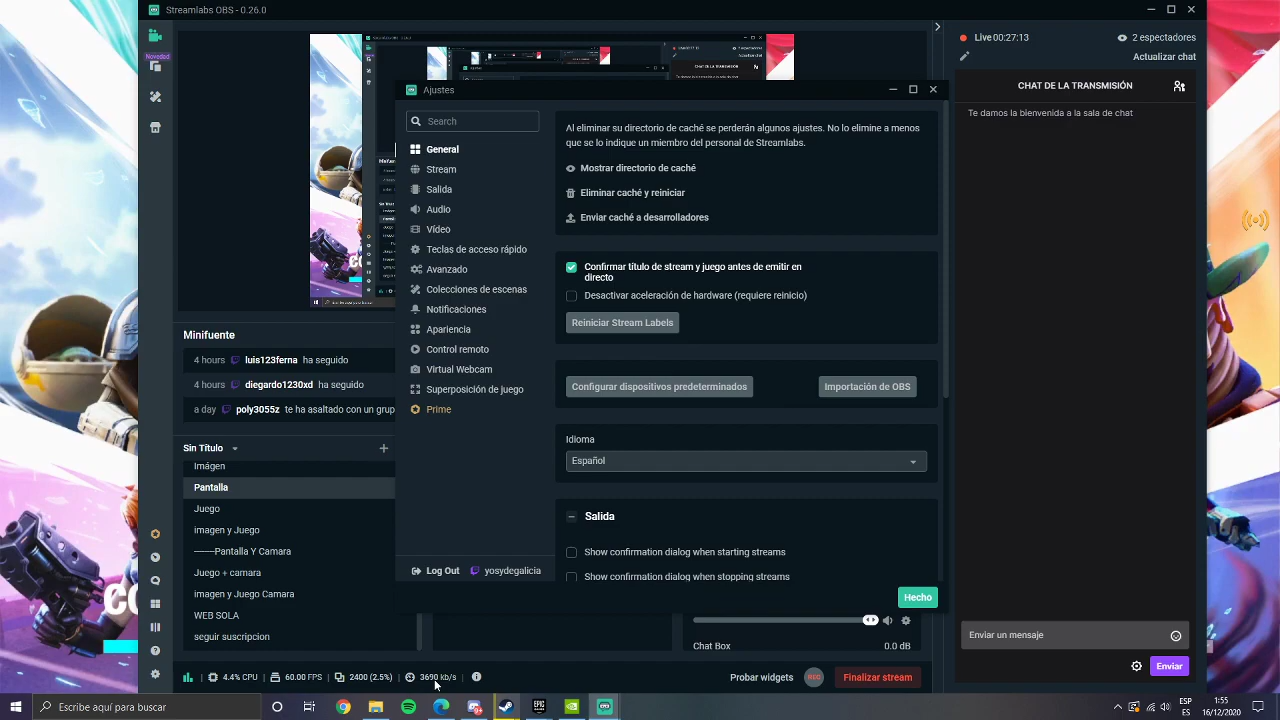 Streamlabs OBS - 0.26.0
Live 00:27:13
2 espectadores
Actualizar chat
Novedad
CHAT DE LA TRANSMISIÓN
Te damos la bienvenida a la sala de chat
Ajustes
Search
General
Stream
Salida
Audio
Vídeo
Teclas de acceso rápido
Avanzado
Colecciones de escenas
Notificaciones
Apariencia
Control remoto
Virtual Webcam
Superposición de juego
Prime
Log Out yosydegalicia
Al eliminar su directorio de caché se perderán algunos ajustes. No lo elimine a menos
que se lo indique un miembro del personal de Streamlabs.
Mostrar directorio de caché
Eliminar caché y reiniciar
Enviar caché a desarrolladores
Confirmar título de stream y juego antes de emitir en
directo
Desactivar aceleración de hardware (requiere reinicio)
Reiniciar Stream Labels
Configurar dispositivos predeterminados
Importación de OBS
Idioma
Español
Salida
Show confirmation dialog when starting streams
Show confirmation dialog when stopping streams
Hecho
Minifuente
4 hours luis123ferna ha seguido
4 hours diegardo1230xd ha seguido
a day poly3055z te ha asaltado con un grup
Sin Título
Imágen
Pantalla
Juego
imagen y Juego
-------Pantalla Y Camara
Juego + camara
imagen y Juego Camara
WEB SOLA
seguir suscripcion
Chat Box 0.0 dB
Enviar un mensaje
Enviar
4.4% CPU
60.00 FPS
2400 (2.5%)
3690 kb/s
Probar widgets
REC
Finalizar stream
Escribe aquí para buscar
ESP
ES
1:55
16/12/2020